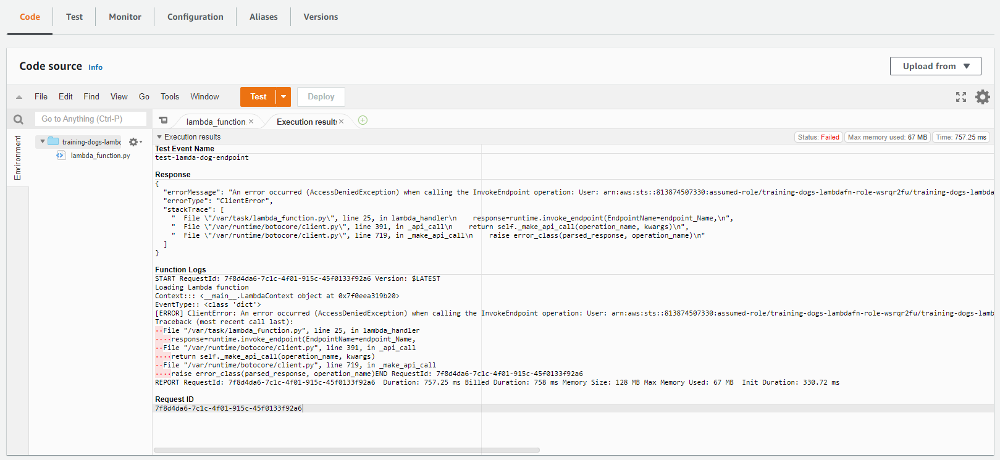 Code Test Monitor Configuration Aliases Versions
Code source Info
Upload from
File Edit Find View Go Tools Window Test Deploy
Go to Anything (Ctrl-P)
lambda_function × Execution results ×
Environment
training-dogs-lambd
lambda_function.py
Execution results
Status: Failed Max memory used: 67 MB Time: 757.25 ms
Test Event Name
test-lamda-dog-endpoint
Response
{
"errorMessage": "An error occurred (AccessDeniedException) when calling the InvokeEndpoint operation: User: arn:aws:sts::813874507330:assumed-role/training-dogs-lambdafn-role-wsrqr2fu/training-dogs-lambda
"errorType": "ClientError",
"stackTrace": [
"  File \"/var/task/lambda_function.py\", line 25, in lambda_handler\n    response=runtime.invoke_endpoint(EndpointName=endpoint_Name,\n",
"  File \"/var/runtime/botocore/client.py\", line 391, in _api_call\n    return self._make_api_call(operation_name, kwargs)\n",
"  File \"/var/runtime/botocore/client.py\", line 719, in _make_api_call\n    raise error_class(parsed_response, operation_name)\n"
]
}
Function Logs
START RequestId: 7f8d4da6-7c1c-4f01-915c-45f0133f92a6 Version: $LATEST
Loading Lambda function
Context::: <__main__.LambdaContext object at 0x7f0eea319b20>
EventType:: <class 'dict'>
[ERROR] ClientError: An error occurred (AccessDeniedException) when calling the InvokeEndpoint operation: User: arn:aws:sts::813874507330:assumed-role/training-dogs-lambdafn-role-wsrqr2fu/training-dogs-lamb
Traceback (most recent call last):
··File "/var/task/lambda_function.py", line 25, in lambda_handler
····response=runtime.invoke_endpoint(EndpointName=endpoint_Name,
··File "/var/runtime/botocore/client.py", line 391, in _api_call
····return self._make_api_call(operation_name, kwargs)
··File "/var/runtime/botocore/client.py", line 719, in _make_api_call
····raise error_class(parsed_response, operation_name)END RequestId: 7f8d4da6-7c1c-4f01-915c-45f0133f92a6
REPORT RequestId: 7f8d4da6-7c1c-4f01-915c-45f0133f92a6  Duration: 757.25 ms Billed Duration: 758 ms Memory Size: 128 MB Max Memory Used: 67 MB  Init Duration: 330.72 ms
Request ID
7f8d4da6-7c1c-4f01-915c-45f0133f92a6